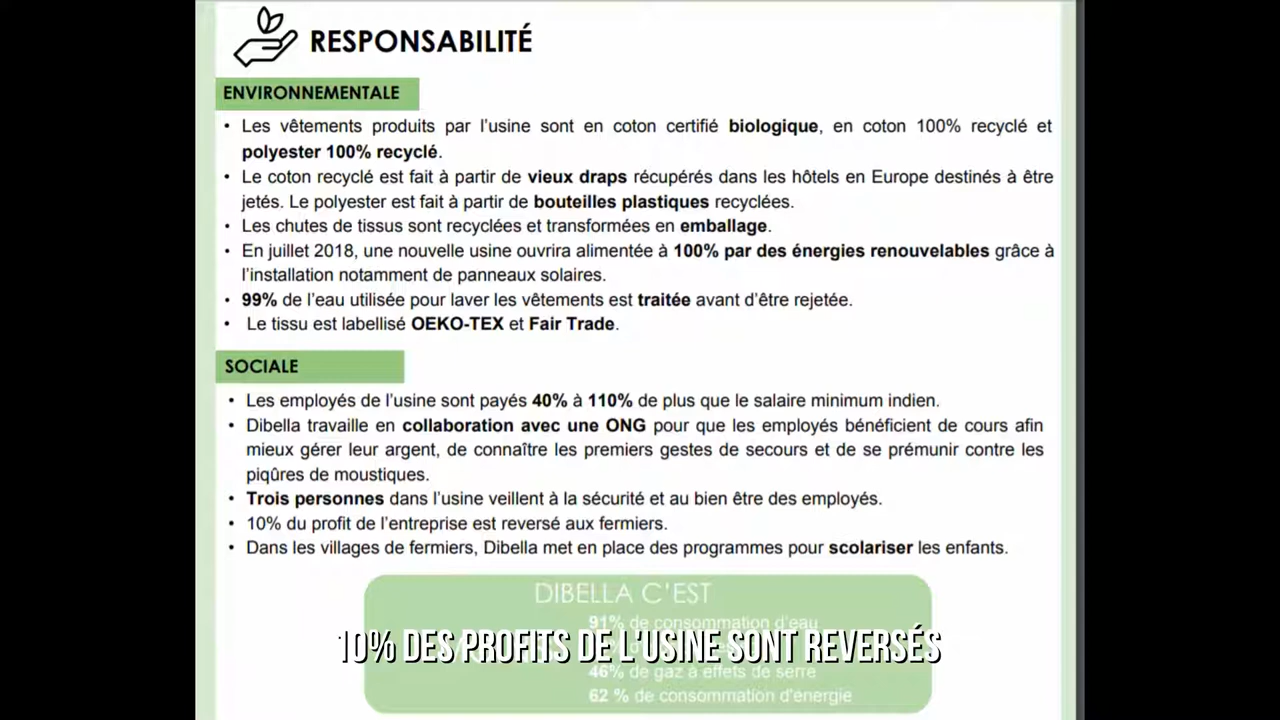 RESPONSABILITÉ
ENVIRONNEMENTALE
• Les vêtements produits par l'usine sont en coton certifié biologique, en coton 100% recyclé et
polyester 100% recyclé.
• Le coton recyclé est fait à partir de vieux draps récupérés dans les hôtels en Europe destinés à être
jetés. Le polyester est fait à partir de bouteilles plastiques recyclées.
• Les chutes de tissus sont recyclées et transformées en emballage.
• En juillet 2018, une nouvelle usine ouvrira alimentée à 100% par des énergies renouvelables grâce à
l'installation notamment de panneaux solaires.
• 99% de l'eau utilisée pour laver les vêtements est traitée avant d'être rejetée.
• Le tissu est labellisé OEKO-TEX et Fair Trade.
SOCIALE
• Les employés de l'usine sont payés 40% à 110% de plus que le salaire minimum indien.
• Dibella travaille en collaboration avec une ONG pour que les employés bénéficient de cours afin
mieux gérer leur argent, de connaître les premiers gestes de secours et de se prémunir contre les
piqûres de moustiques.
• Trois personnes dans l'usine veillent à la sécurité et au bien être des employés.
• 10% du profit de l'entreprise est reversé aux fermiers.
• Dans les villages de fermiers, Dibella met en place des programmes pour scolariser les enfants.
DIBELLA C'EST
91% de consommation d'eau
10% DES PROFITS DE L'USINE SONT REVERSÉS
46% de gaz à effets de serre
62 % de consommation d'énergie